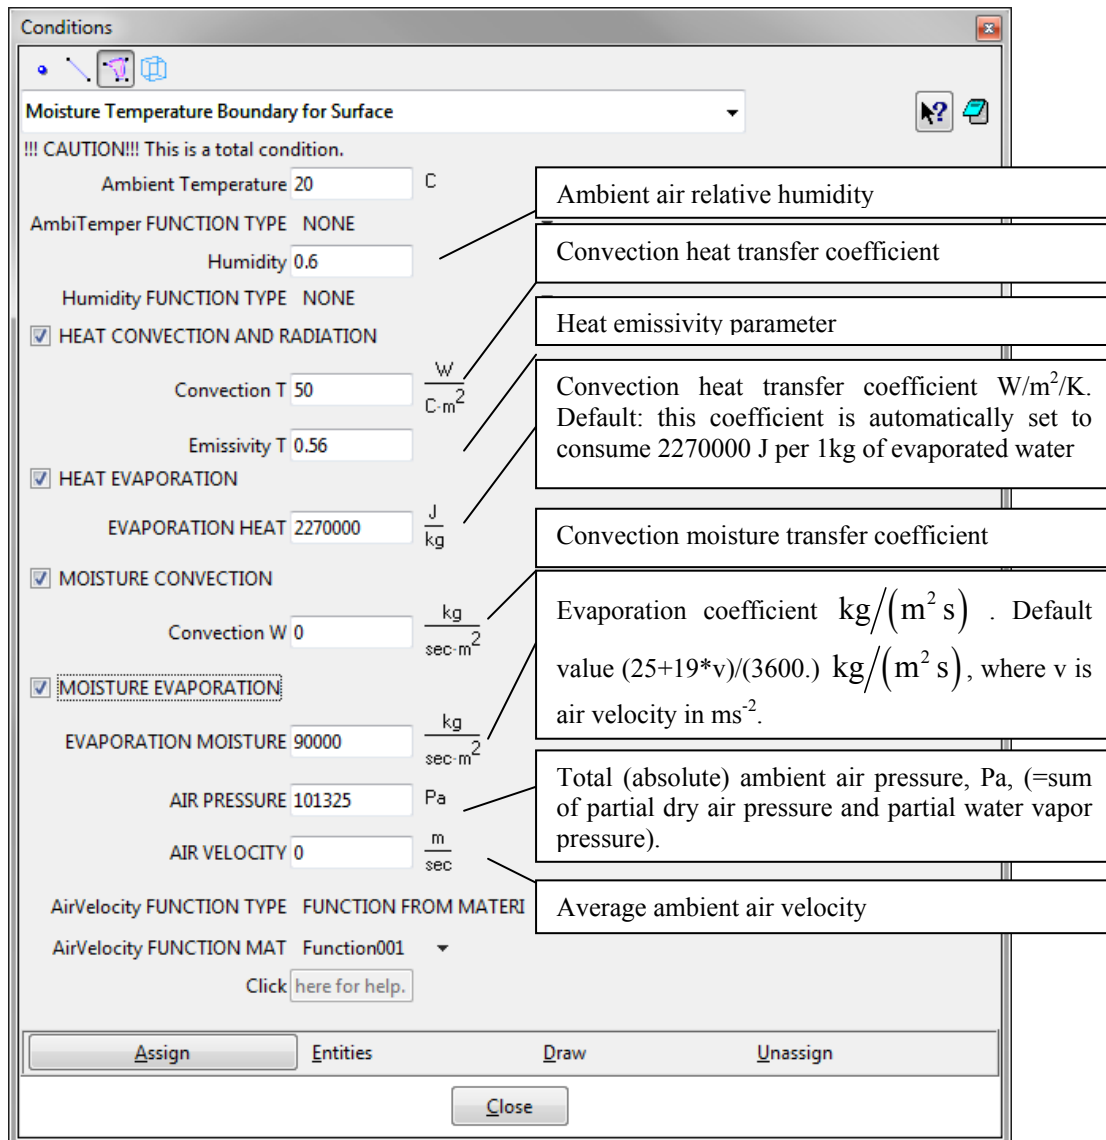 Conditions
Moisture Temperature Boundary for Surface
!!! CAUTION!!! This is a total condition.
Ambient Temperature 20 C
AmbiTemper FUNCTION TYPE NONE
Humidity 0.6
Humidity FUNCTION TYPE NONE
HEAT CONVECTION AND RADIATION
Convection T 50 W/C·m²
Emissivity T 0.56
HEAT EVAPORATION
EVAPORATION HEAT 2270000 J/kg
MOISTURE CONVECTION
Convection W 0 kg/sec·m²
MOISTURE EVAPORATION
EVAPORATION MOISTURE 90000 kg/sec·m²
AIR PRESSURE 101325 Pa
AIR VELOCITY 0 m/sec
AirVelocity FUNCTION TYPE FUNCTION FROM MATERI
AirVelocity FUNCTION MAT Function001
Click here for help.
Assign Entities Draw Unassign
Close
Ambient air relative humidity
Convection heat transfer coefficient
Heat emissivity parameter
Convection heat transfer coefficient W/m²/K.
Default: this coefficient is automatically set to
consume 2270000 J per 1kg of evaporated water
Convection moisture transfer coefficient
Evaporation coefficient kg/(m² s) . Default
value (25+19*v)/(3600.) kg/(m² s), where v is
air velocity in ms⁻².
Total (absolute) ambient air pressure, Pa, (=sum
of partial dry air pressure and partial water vapor
pressure).
Average ambient air velocity